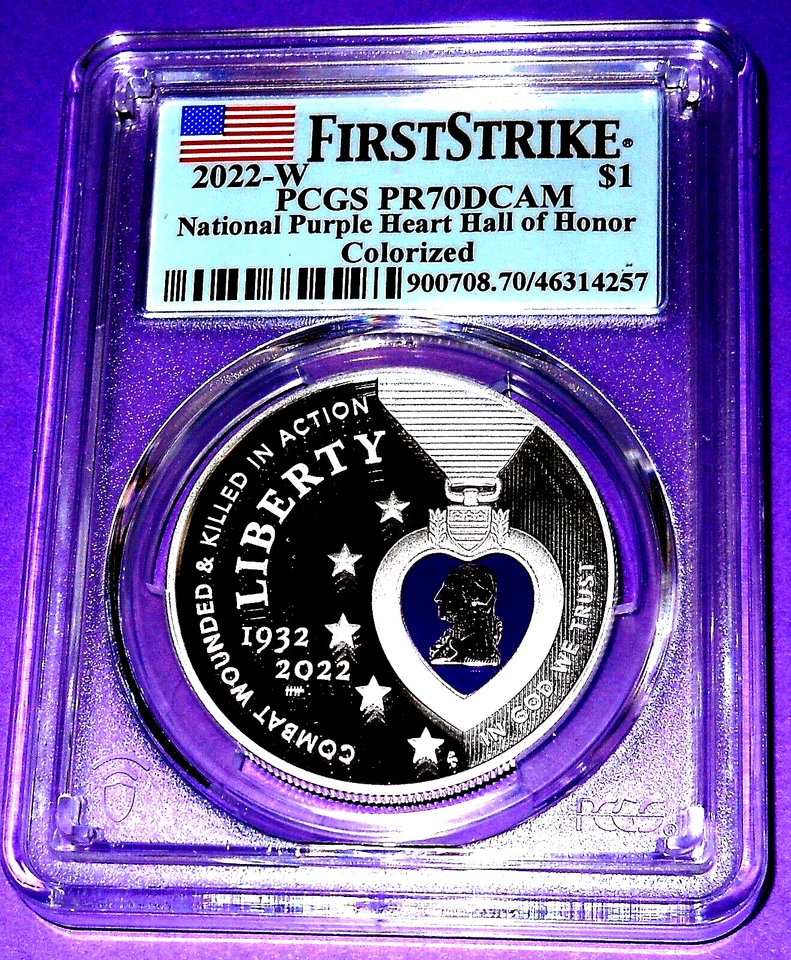 FIRSTSTRIKE®
2022-W $1
PCGS PR70DCAM
National Purple Heart Hall of Honor
Colorized
900708.70/46314257
COMBAT WOUNDED & KILLED IN ACTION
LIBERTY
1932
2022
IN GOD WE TRUST
PCGS®